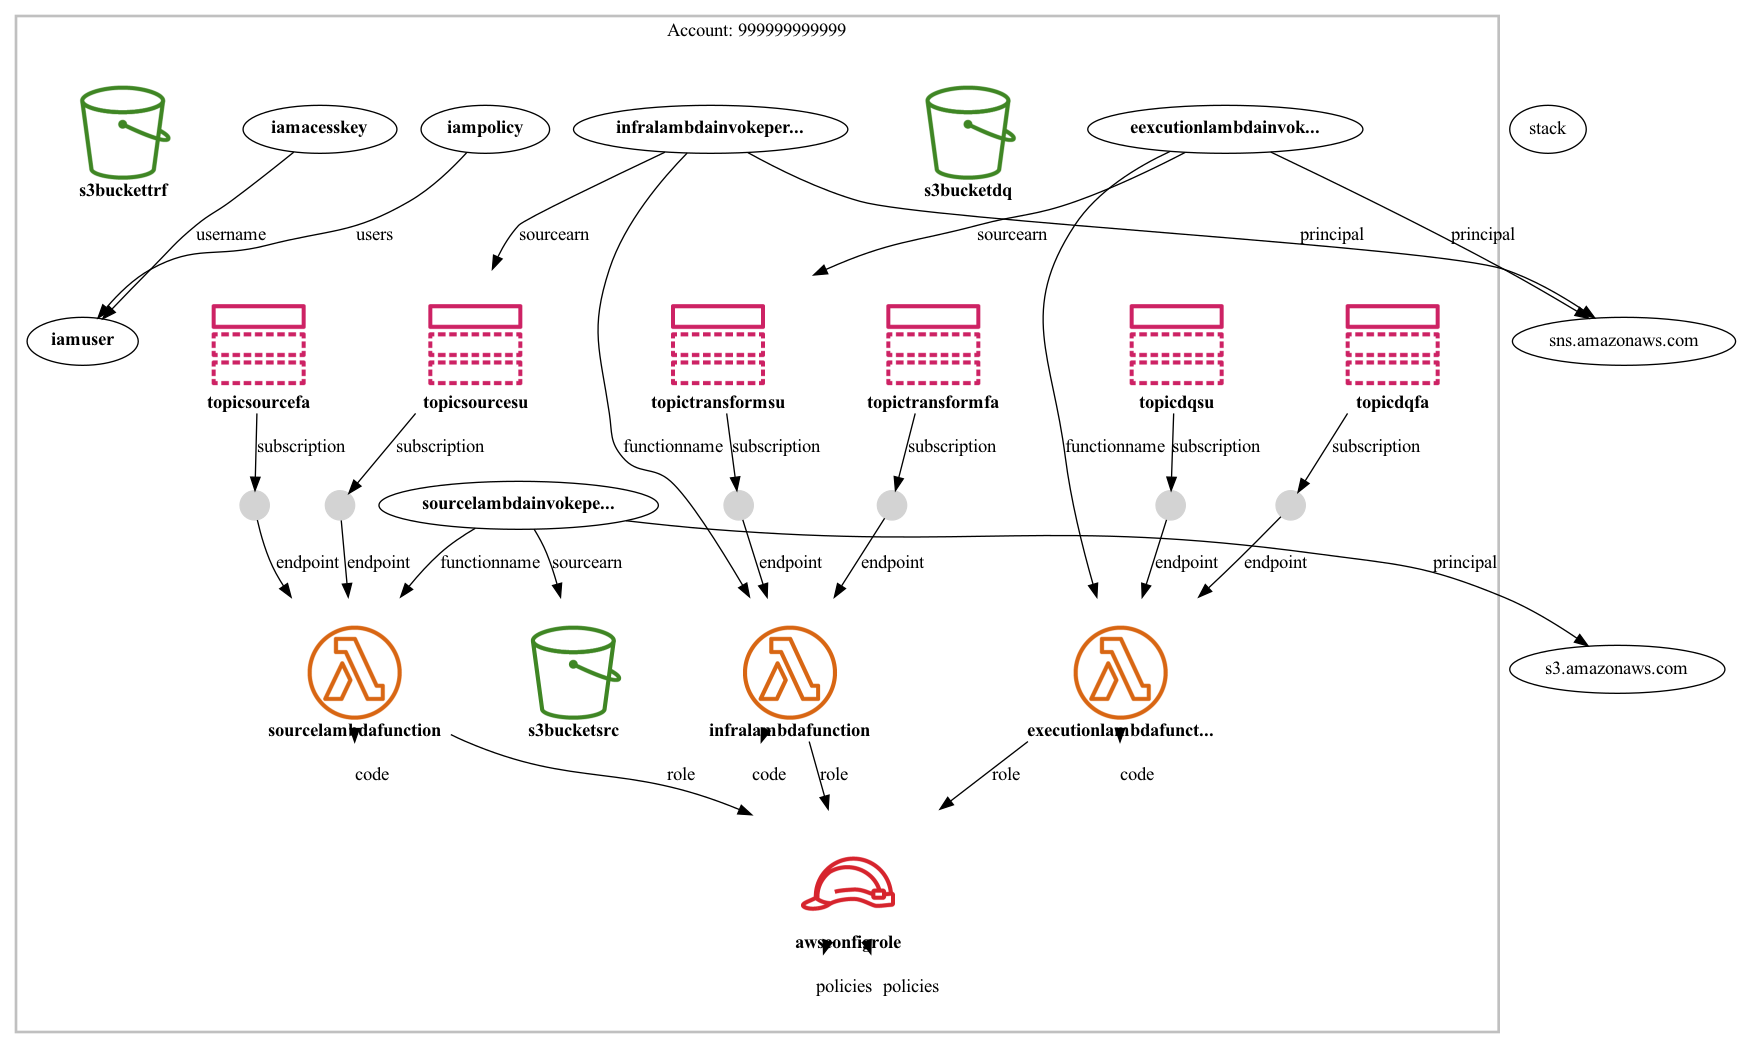 Account: 999999999999
s3buckettrf
iamacesskey
iampolicy
infralambdainvokeper...
s3bucketdq
eexcutionlambdainvok...
stack
username
users
sourcearn
sourcearn
principal
principal
iamuser
topicsourcefa
topicsourcesu
topictransformsu
topictransformfa
topicdqsu
topicdqfa
sns.amazonaws.com
subscription
subscription
functionname
subscription
subscription
functionname
subscription
subscription
sourcelambdainvokepe...
endpoint
endpoint
functionname
sourcearn
endpoint
endpoint
endpoint
endpoint
principal
s3.amazonaws.com
sourcelambdafunction
s3bucketsrc
infralambdafunction
executionlambdafunct...
code
role
code
role
role
code
awsconfigrole
policies
policies